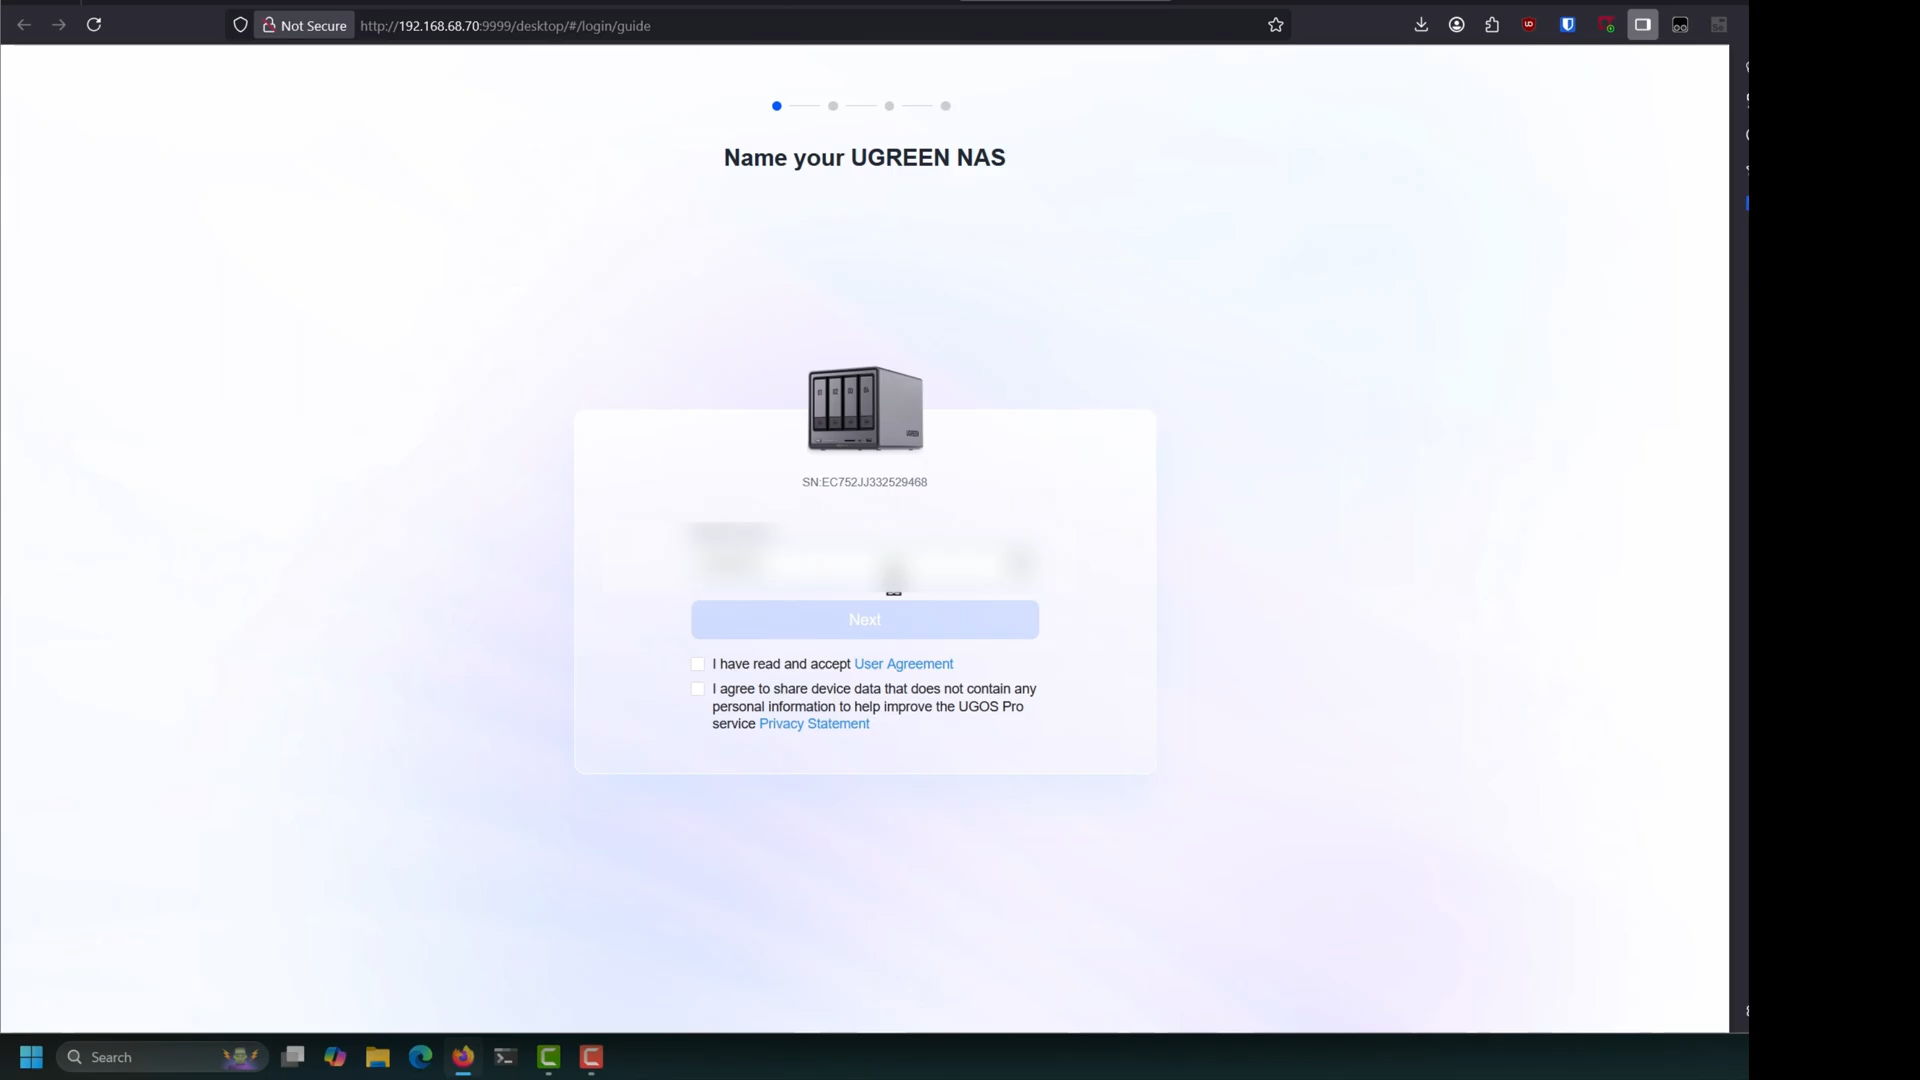 Not Secure http://192.168.68.70:9999/desktop/#/login/guide
Name your UGREEN NAS
SN:EC752JJ332529468
Next
I have read and accept User Agreement
I agree to share device data that does not contain any
personal information to help improve the UGOS Pro
service Privacy Statement
Search